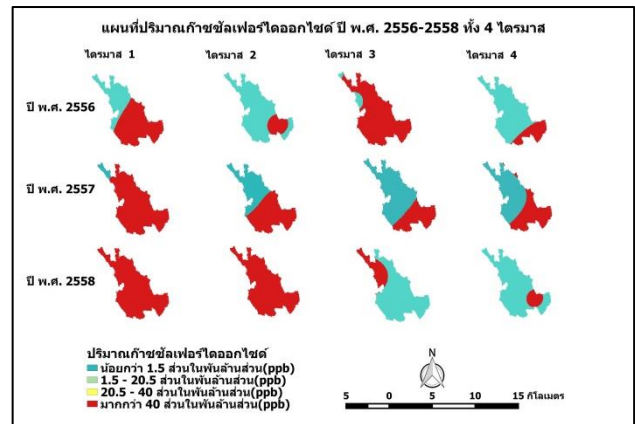 แผนที่ปริมาณก๊าซซัลเฟอร์ไดออกไซด์ ปี พ.ศ. 2556-2558 ทั้ง 4 ไตรมาส
ไตรมาส 1 ไตรมาส 2 ไตรมาส 3 ไตรมาส 4
ปี พ.ศ. 2556
ปี พ.ศ. 2557
ปี พ.ศ. 2558
ปริมาณก๊าซซัลเฟอร์ไดออกไซด์
น้อยกว่า 1.5 ส่วนในพันล้านส่วน(ppb)
1.5 - 20.5 ส่วนในพันล้านส่วน(ppb)
20.5 - 40 ส่วนในพันล้านส่วน(ppb)
มากกว่า 40 ส่วนในพันล้านส่วน(ppb)
N
5 0 5 10 15 กิโลเมตร